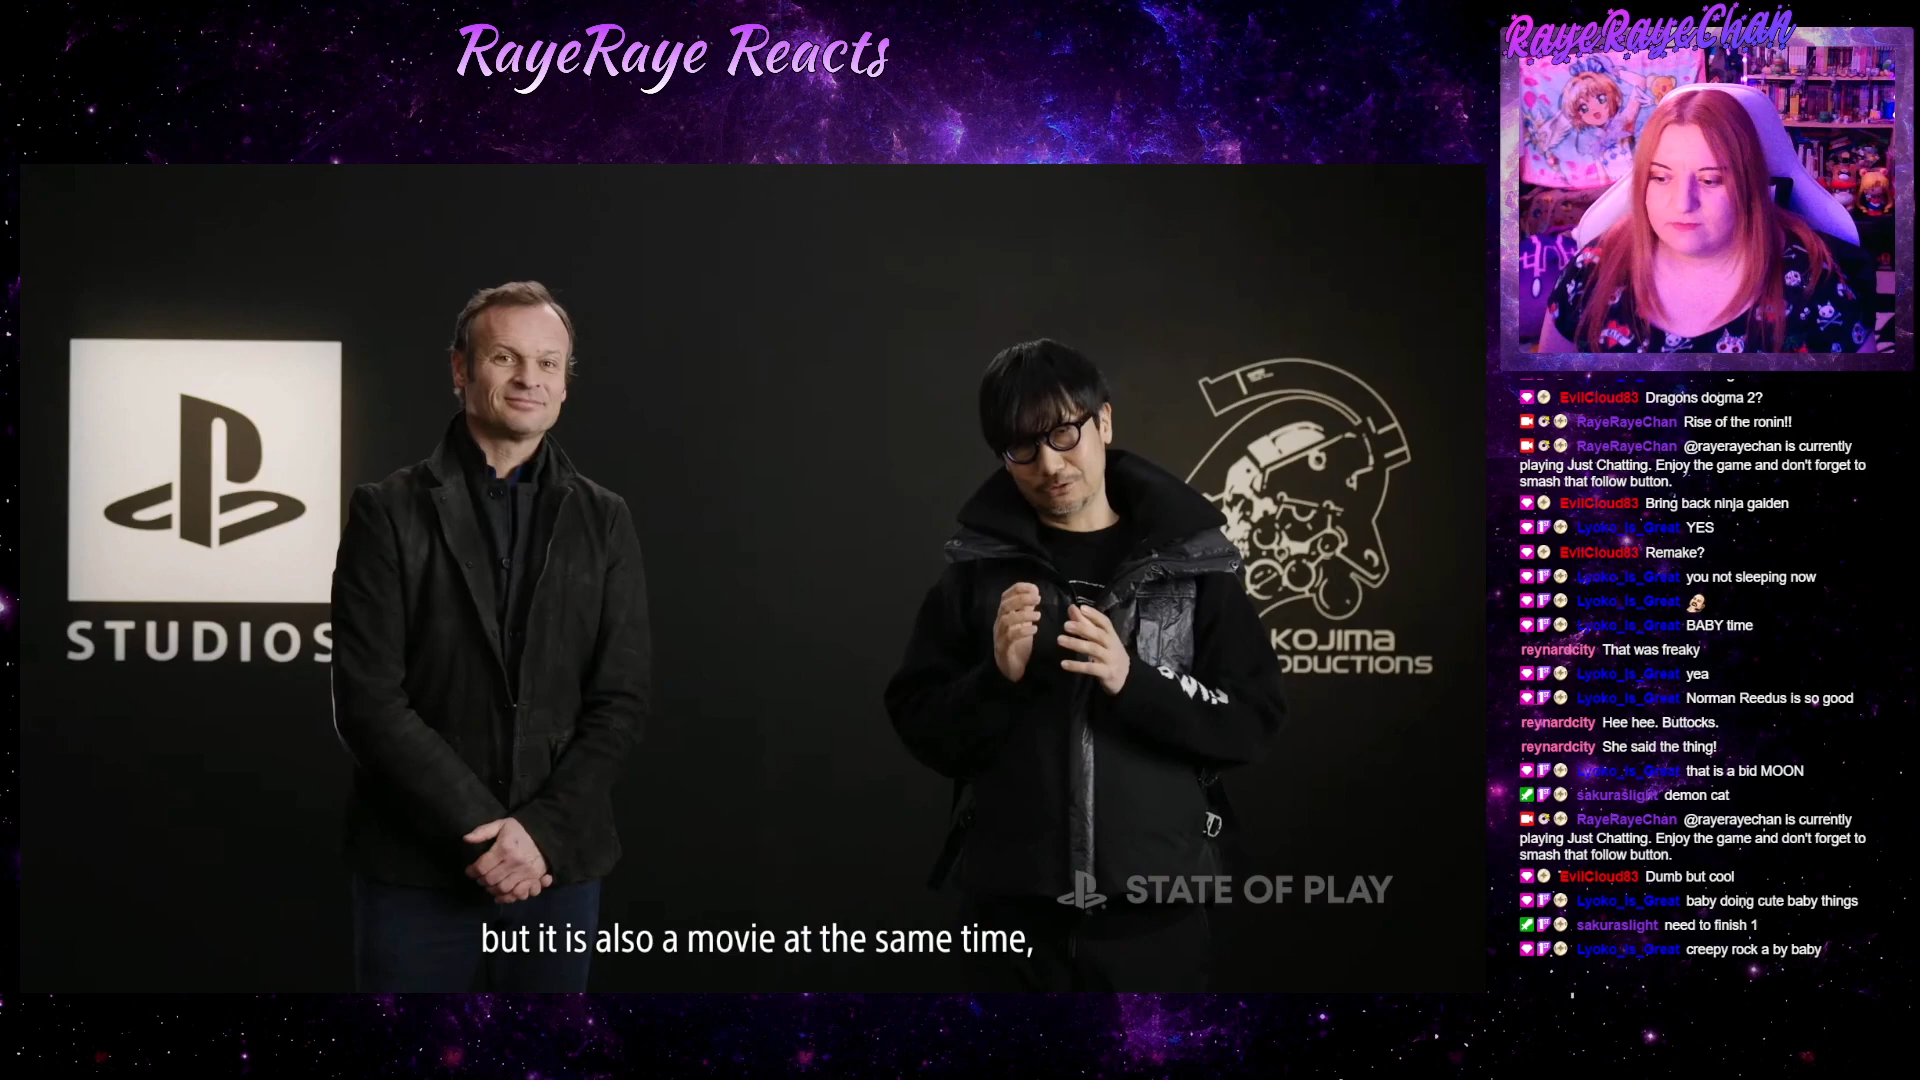 RayeRaye Reacts
RayeRayeChan
STUDIOS
KOJIMA
ODUCTIONS
STATE OF PLAY
but it is also a movie at the same time,
EvilCloud83 Dragons dogma 2?
RayeRayeChan Rise of the ronin!!
RayeRayeChan @rayerayechan is currently
playing Just Chatting. Enjoy the game and don't forget to
smash that follow button.
EvilCloud83 Bring back ninja gaiden
Lyoko_Is_Great YES
EvilCloud83 Remake?
Lyoko_Is_Great you not sleeping now
Lyoko_Is_Great
Lyoko_Is_Great BABY time
reynardcity That was freaky
Lyoko_Is_Great yea
Lyoko_Is_Great Norman Reedus is so good
reynardcity Hee hee. Buttocks.
reynardcity She said the thing!
Lyoko_Is_Great that is a bid MOON
sakuraslight demon cat
RayeRayeChan @rayerayechan is currently
playing Just Chatting. Enjoy the game and don't forget to
smash that follow button.
EvilCloud83 Dumb but cool
Lyoko_Is_Great baby doing cute baby things
sakuraslight need to finish 1
Lyoko_Is_Great creepy rock a by baby